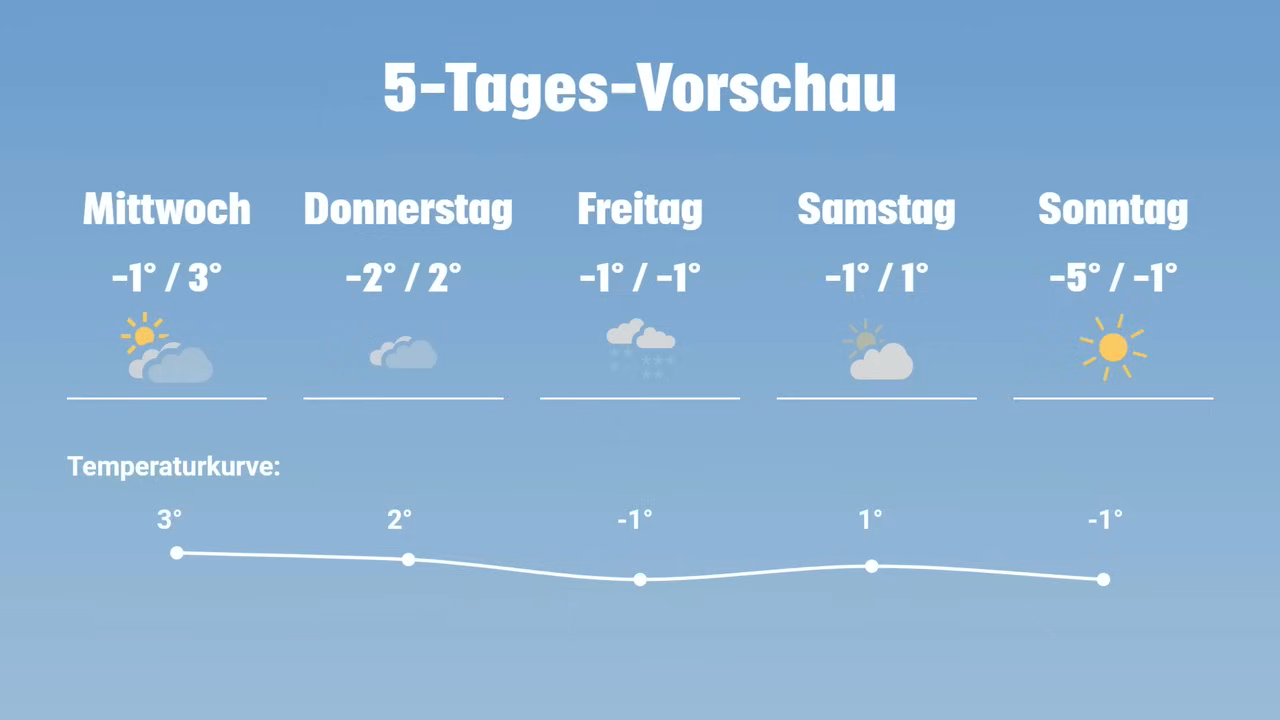 5-Tages-Vorschau
Mittwoch Donnerstag Freitag Samstag Sonntag
-1° / 3° -2° / 2° -1° / -1° -1° / 1° -5° / -1°
Temperaturkurve:
3° 2° -1° 1° -1°